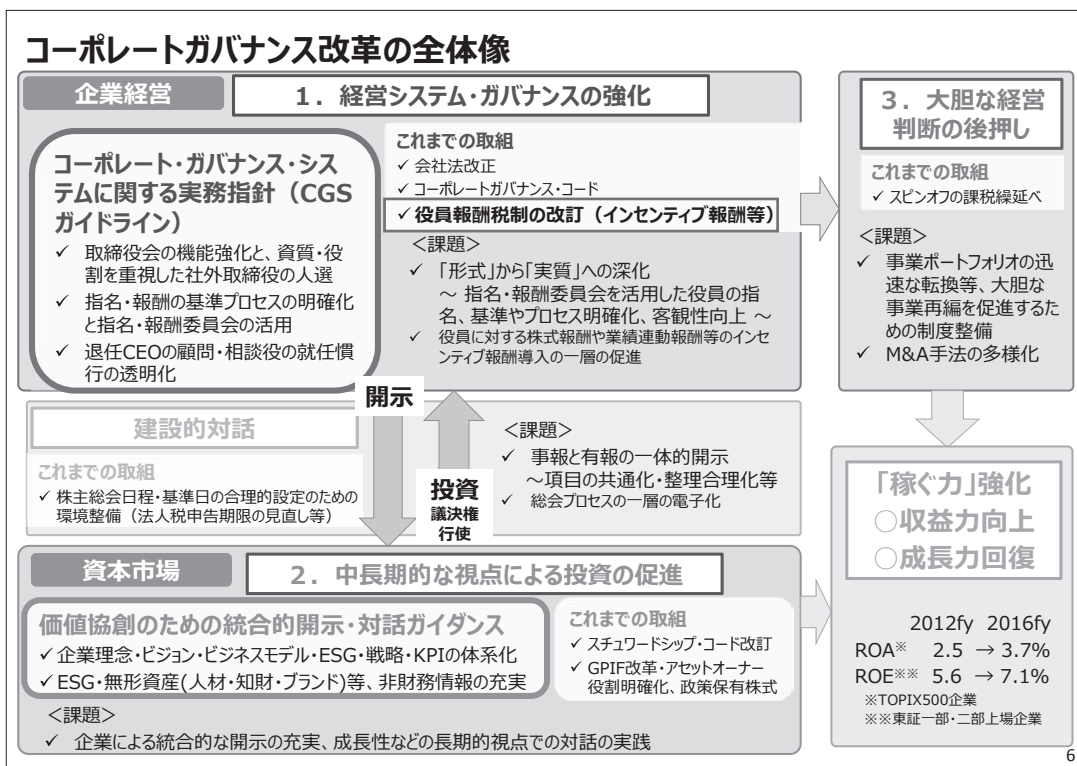 コーポレートガバナンス改革の全体像
企業経営
1．経営システム・ガバナンスの強化
コーポレート・ガバナンス・シス
テムに関する実務指針（CGS
ガイドライン）
✓ 取締役会の機能強化と、資質・役
割を重視した社外取締役の人選
✓ 指名・報酬の基準プロセスの明確化
と指名・報酬委員会の活用
✓ 退任CEOの顧問・相談役の就任慣
行の透明化
これまでの取組
✓ 会社法改正
✓ コーポレートガバナンス・コード
✓ 役員報酬税制の改訂（インセンティブ報酬等）
＜課題＞
✓ 「形式」から「実質」への深化
～ 指名・報酬委員会を活用した役員の指
名、基準やプロセス明確化、客観性向上 ～
✓ 役員に対する株式報酬や業績連動報酬等のインセ
ンティブ報酬導入の一層の促進
3．大胆な経営
判断の後押し
これまでの取組
✓ スピンオフの課税繰延べ
＜課題＞
✓ 事業ポートフォリオの迅
速な転換等、大胆な
事業再編を促進するた
めの制度整備
✓ M&A手法の多様化
開示
投資
議決権
行使
建設的対話
これまでの取組
✓ 株主総会日程・基準日の合理的設定のための
環境整備（法人税申告期限の見直し等）
＜課題＞
✓ 事報と有報の一体的開示
～項目の共通化・整理合理化等
✓ 総会プロセスの一層の電子化
資本市場
2．中長期的な視点による投資の促進
価値協創のための統合的開示・対話ガイダンス
✓ 企業理念・ビジョン・ビジネスモデル・ESG・戦略・KPIの体系化
✓ ESG・無形資産(人材・知財・ブランド)等、非財務情報の充実
これまでの取組
✓ スチュワードシップ・コード改訂
✓ GPIF改革・アセットオーナー
役割明確化、政策保有株式
＜課題＞
✓ 企業による統合的な開示の充実、成長性などの長期的視点での対話の実践
「稼ぐ力」強化
○収益力向上
○成長力回復
2012fy 2016fy
ROA※ 2.5 → 3.7%
ROE※※ 5.6 → 7.1%
※TOPIX500企業
※※東証一部・二部上場企業
6